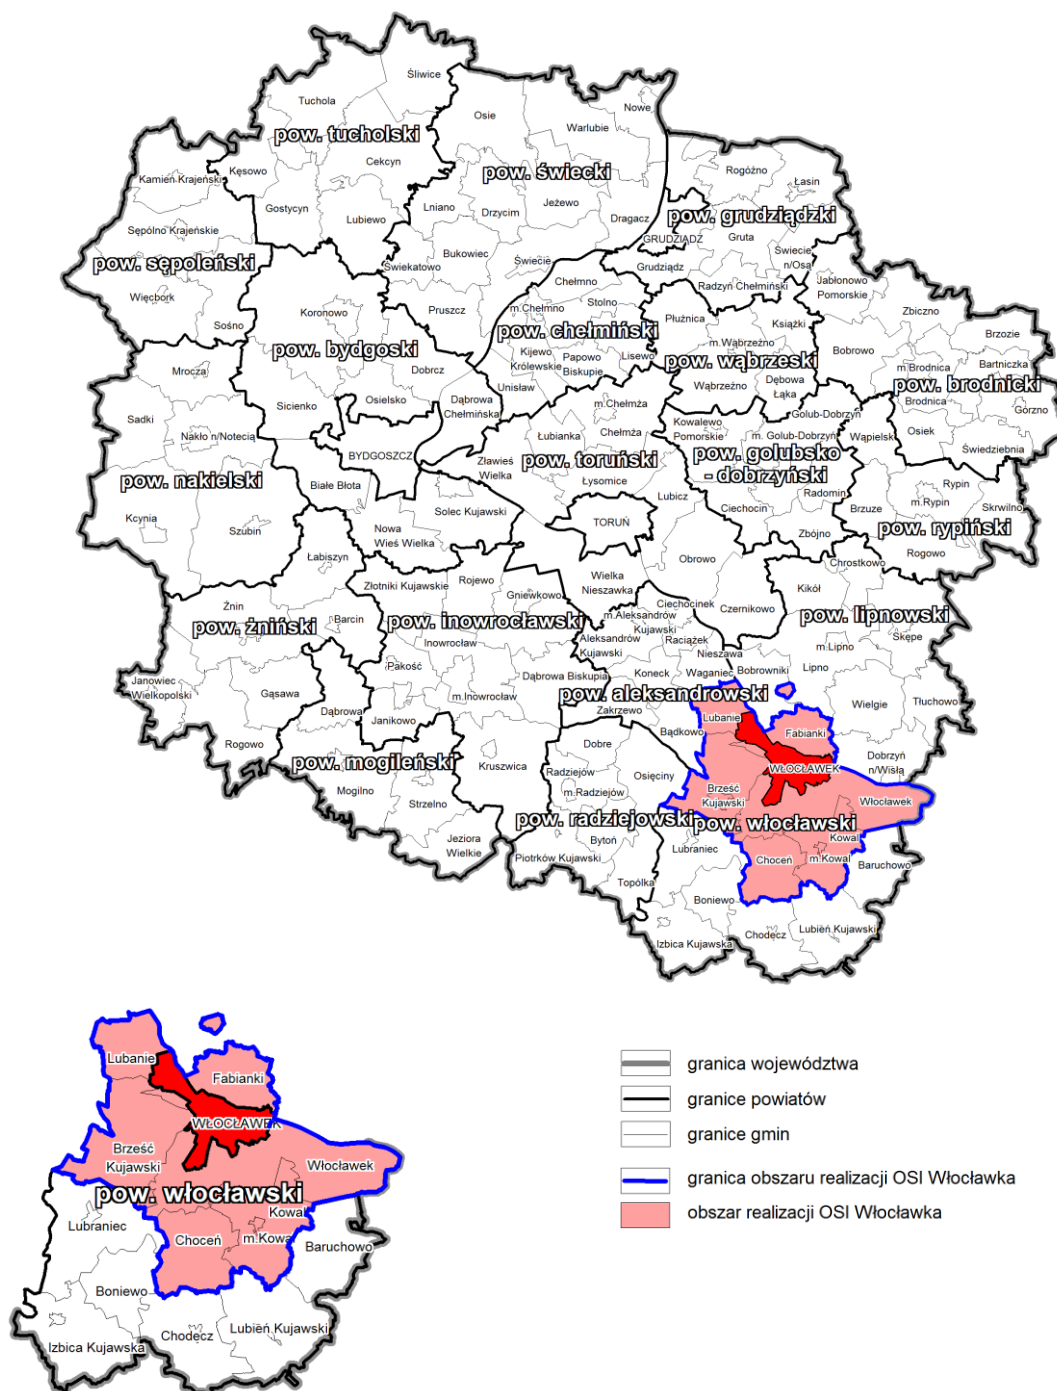 Śliwice
Tuchola
Nowe
Osie
Warlubie
pow. tucholski
Cekcyn
Rogóźno
Kęsowo
pow. świecki
Kamień Krajeński
Łasin
Gostycyn
Lubiewo
Lniano
Drzycim
Jeżewo
Dragacz
pow. grudziądzki
Sępólno Krajeńskie
GRUDZIĄDZ
Gruta
Bukowiec
Świecie
Świecie
n/Osą
pow. sępoleński
Świekatowo
Grudziądz
Radzyń Chełmiński
Jabłonowo
Pomorskie
Chełmno
Więcbork
Stolno
Zbiczno
Koronowo
Pruszcz
m.Chełmno
Płużnica
Książki
Sośno
pow. chełmiński
Brzozie
pow. bydgoski
m.Wąbrzeźno
Bobrowo
Kijewo
Królewskie
Papowo
Biskupie
Lisewo
pow. wąbrzeski
m.Brodnica
Bartniczka
Mrocza
Dobrcz
pow. brodnicki
Unisław
Wąbrzeźno
Dębowa
Łąka
Sicienko
Osielsko
Dąbrowa
Chełmińska
m.Chełmża
Brodnica
Górzno
Sadki
Golub-Dobrzyń
Kowalewo
Pomorskie
m. Golub-Dobrzyń
Wąpielsk
Osiek
Nakło n/Notecią
Łubianka
Chełmża
Świedziebnia
BYDGOSZCZ
pow. toruński
pow. golubsko
- dobrzyński
Zławieś
Wielka
Łysomice
pow. nakielski
Białe Błota
Rypin
Radomin
m.Rypin
Lubicz
Ciechocin
Brzuze
Skrwilno
Kcynia
Solec Kujawski
TORUŃ
pow. rypiński
Szubin
Nowa
Wieś Wielka
Zbójno
Rogowo
Łabiszyn
Obrowo
Chrostkowo
Złotniki Kujawskie
Rojewo
Wielka
Nieszawka
Kikół
Gniewkowo
Żnin
Ciechocinek
Czernikowo
Barcin
m.Aleksandrów
Kujawski
pow. lipnowski
pow. żniński
pow. inowrocławski
Raciążek
Skępe
Inowrocław
Aleksandrów
Kujawski
m.Lipno
Nieszawa
Pakość
Lipno
Janowiec
Wielkopolski
Dąbrowa Biskupia
Koneck
Waganiec
Bobrowniki
Gąsawa
m.Inowrocław
pow. aleksandrowski
Tłuchowo
Dąbrowa
Zakrzewo
Wielgie
Janikowo
Lubanie
Bądkowo
Fabianki
Rogowo
Dobre
pow. mogileński
Kruszwica
Dobrzyń
n/Wisłą
Radziejów
Osięciny
WŁOCŁAWEK
Mogilno
m.Radziejów
Brześć
Kujawski
Strzelno
Włocławek
pow. radziejowski
pow. włocławski
Jeziora
Wielkie
Bytoń
Kowal
Lubraniec
Piotrków Kujawski
Choceń
m.Kowal
Baruchowo
Topólka
Boniewo
Izbica Kujawska
Chodecz
Lubień Kujawski
Lubanie
Fabianki
WŁOCŁAWEK
Brześć
Kujawski
Włocławek
pow. włocławski
Kowal
Lubraniec
Choceń
m.Kowal
Baruchowo
Boniewo
Lubień Kujawski
Chodecz
Izbica Kujawska
granica województwa
granice powiatów
granice gmin
granica obszaru realizacji OSI Włocławka
obszar realizacji OSI Włocławka